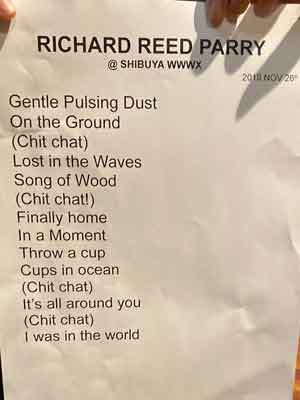 RICHARD REED PARRY
@ SHIBUYA WWWX
2018 NOV 26th
Gentle Pulsing Dust
On the Ground
(Chit chat)
Lost in the Waves
Song of Wood
(Chit chat!)
Finally home
In a Moment
Throw a cup
Cups in ocean
(Chit chat)
It's all around you
(Chit chat)
I was in the world